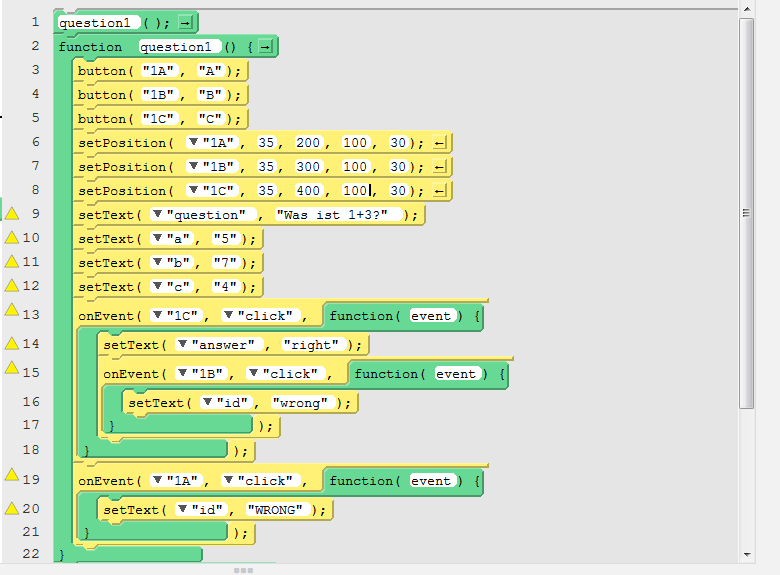 1 question1 ( ); →
2 function question1 () { →
3 button( "1A", "A");
4 button( "1B", "B");
5 button( "1C", "C");
6 setPosition( ▼"1A", 35, 200, 100, 30); ←
7 setPosition( ▼"1B", 35, 300, 100, 30); ←
8 setPosition( ▼"1C", 35, 400, 100, 30); ←
9 setText( ▼"question" , "Was ist 1+3?" );
10 setText( ▼"a" , "5");
11 setText( ▼"b" , "7");
12 setText( ▼"c" , "4");
13 onEvent( ▼"1C", ▼"click" , function( event ) {
14 setText( ▼"answer" , "right" );
15 onEvent( ▼"1B", ▼"click" , function( event ) {
16 setText( ▼"id" , "wrong" );
17 } );
18 } );
19 onEvent( ▼"1A", ▼"click" , function( event ) {
20 setText( ▼"id" , "WRONG" );
21 } );
22 }